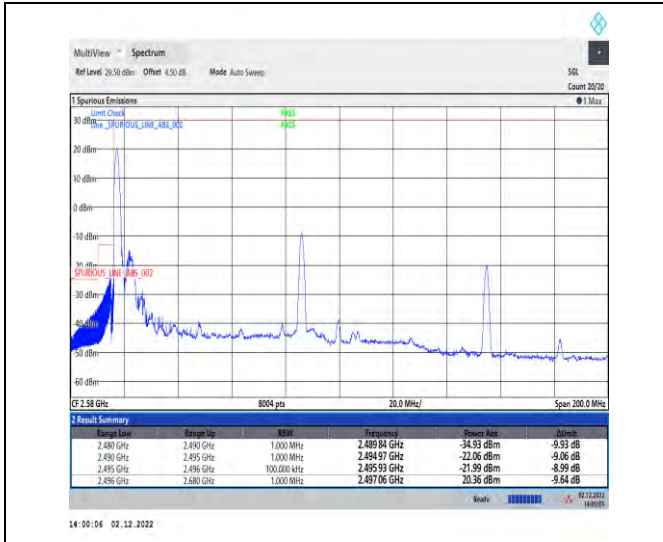 MultiView Spectrum
Ref Level 29.50 dBm Offset 4.50 dB Mode Auto Sweep SGL
Count 20/20
1 Spurious Emissions 1 Max
Limit Check PASS
Line _SPURIOUS_LINE_ABS_002 PASS
30 dBm
20 dBm
10 dBm
0 dBm
-10 dBm
-20 dBm
_SPURIOUS_LINE_ABS_002
-30 dBm
-40 dBm
-50 dBm
-60 dBm
CF 2.58 GHz 8004 pts 20.0 MHz/ Span 200.0 MHz
2 Result Summary
Range Low Range Up RBW Frequency Power Abs ΔLimit
2.480 GHz 2.490 GHz 1.000 MHz 2.489 84 GHz -34.93 dBm -9.93 dB
2.490 GHz 2.495 GHz 1.000 MHz 2.494 97 GHz -22.06 dBm -9.06 dB
2.495 GHz 2.496 GHz 100.000 kHz 2.495 93 GHz -21.99 dBm -8.99 dB
2.496 GHz 2.680 GHz 1.000 MHz 2.497 06 GHz 20.36 dBm -9.64 dB
Ready 02.12.2022
14:00:06 02.12.2022